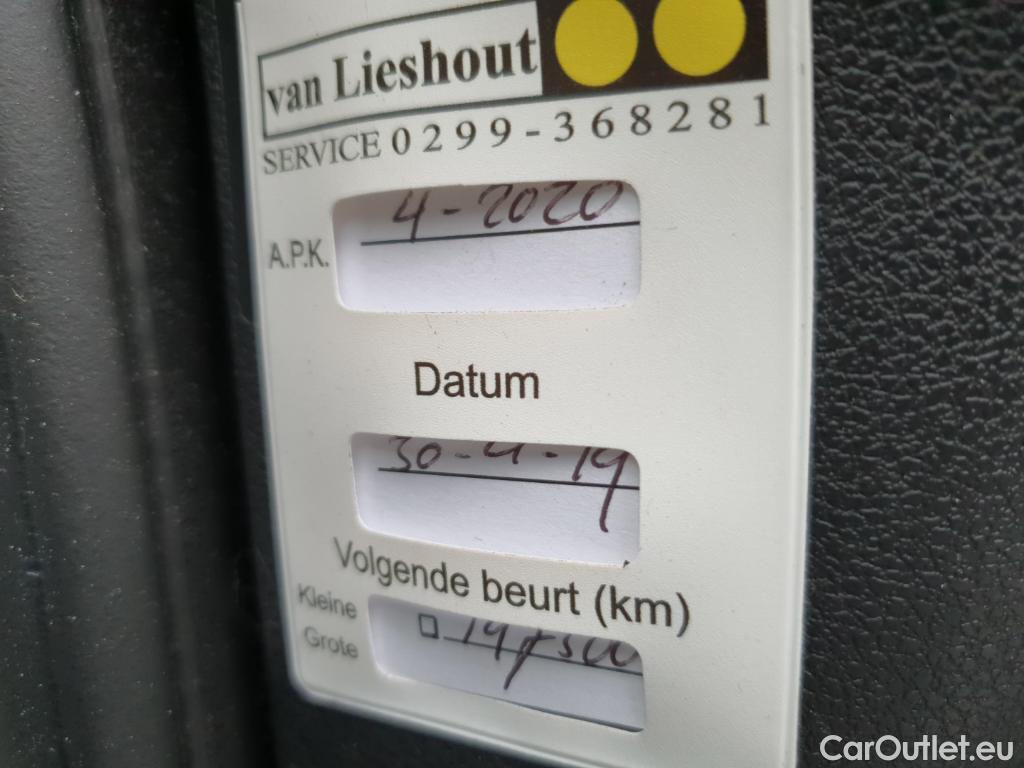 van Lieshout
SERVICE 0299-368281
4-2020
A.P.K.
Datum
30-4-19
Volgende beurt (km)
Kleine
Grote
CarOutlet.eu